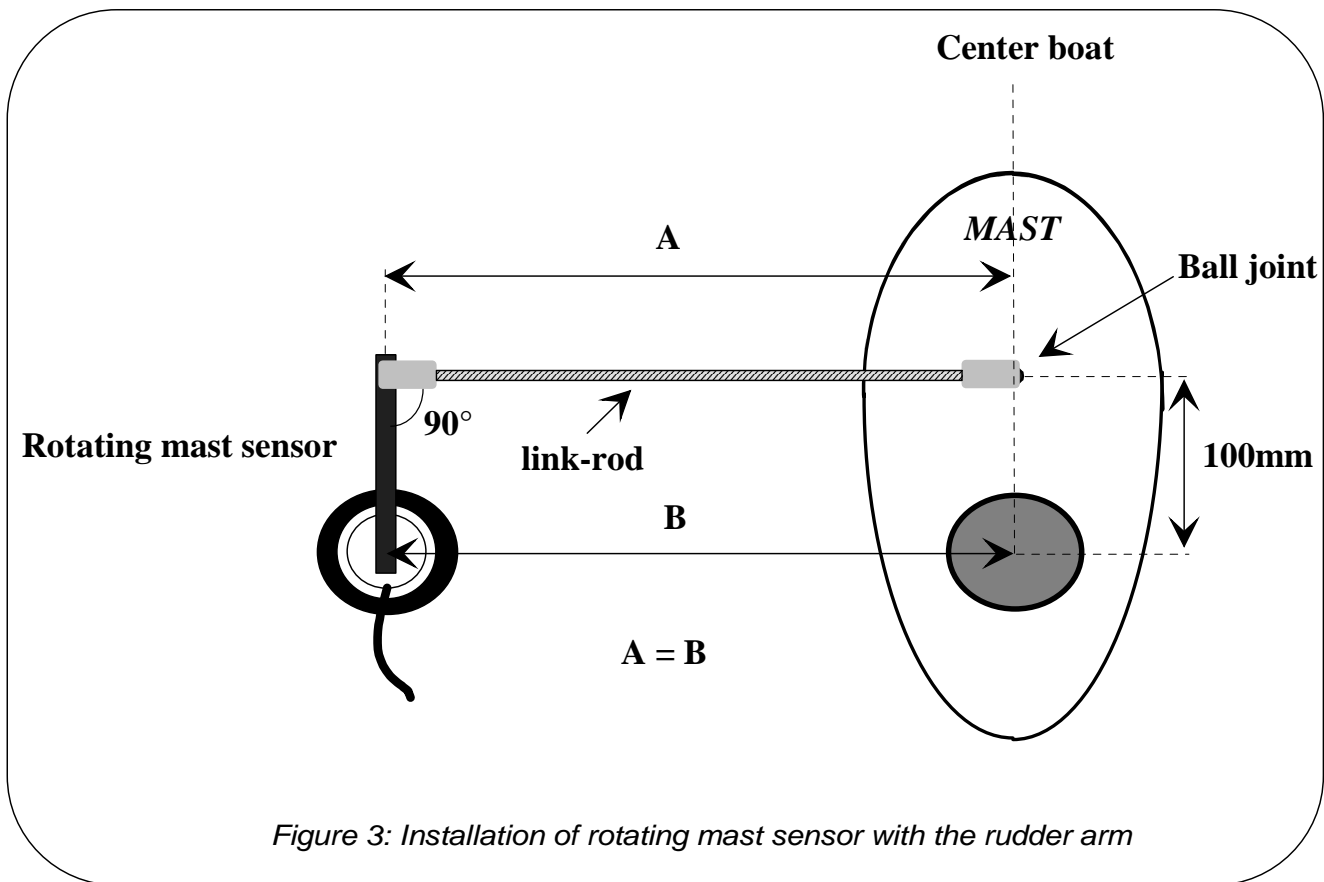 Center boat
MAST
A
Ball joint
90°
Rotating mast sensor
link-rod
100mm
B
A = B
Figure 3: Installation of rotating mast sensor with the rudder arm